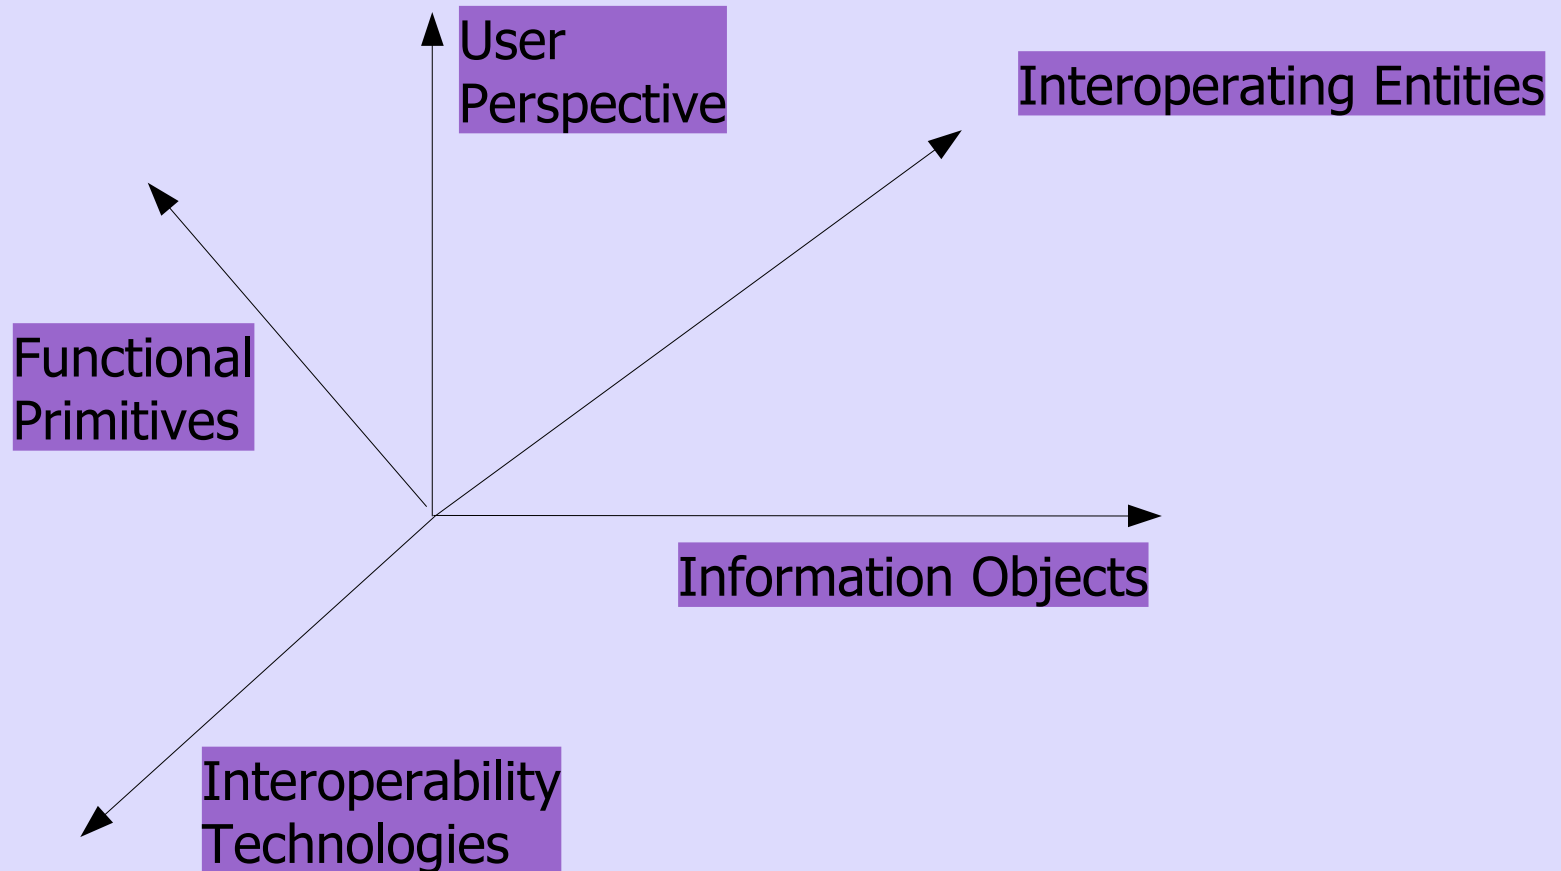 User
Perspective
Interoperating Entities
Functional
Primitives
Information Objects
Interoperability
Technologies